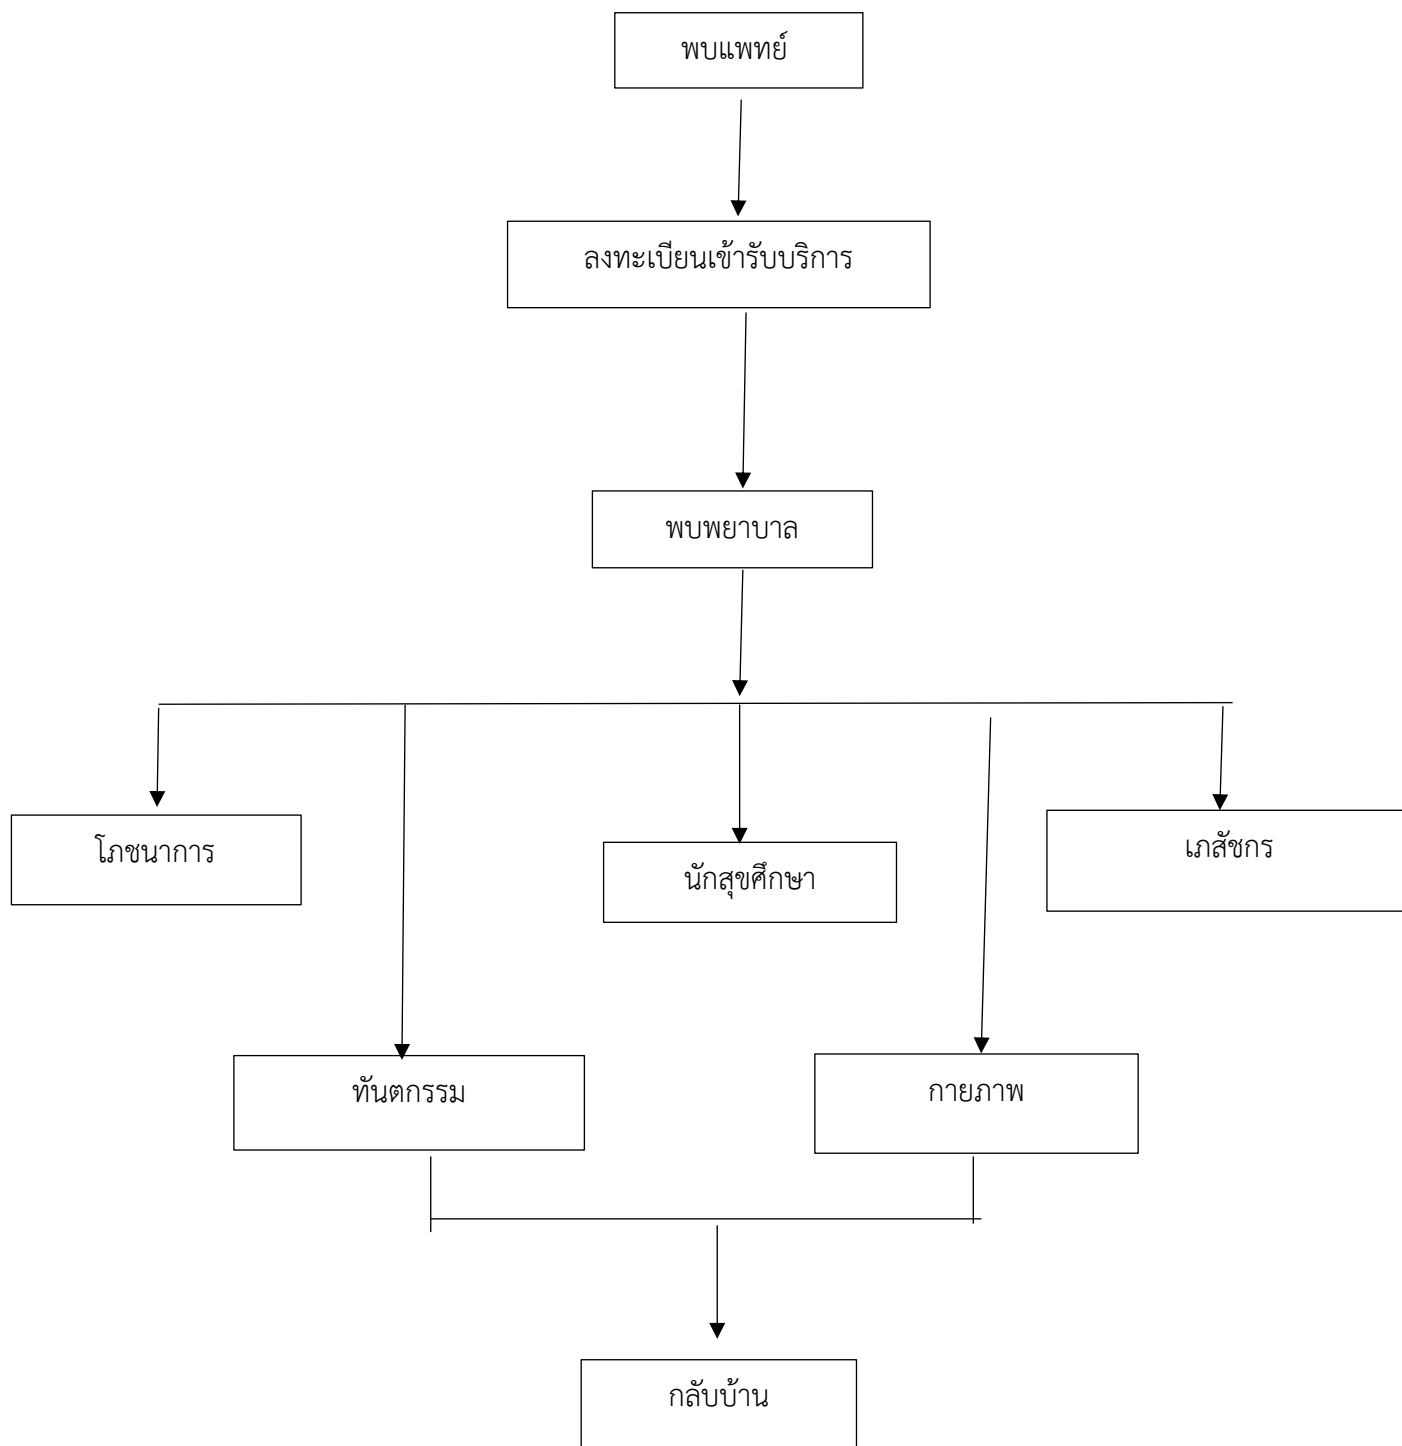 พบแพทย์
ลงทะเบียนเข้ารับบริการ
พบพยาบาล
โภชนาการ
นักสุขศึกษา
เภสัชกร
ทันตกรรม
กายภาพ
กลับบ้าน